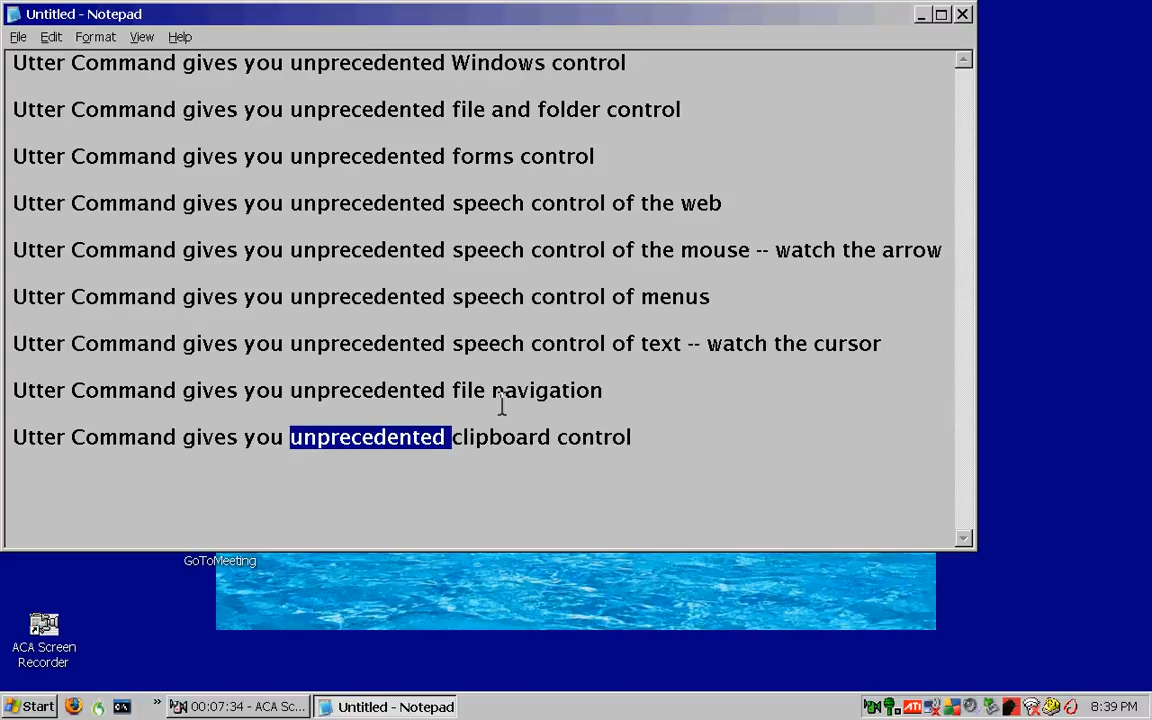 Untitled - Notepad
File Edit Format View Help
Utter Command gives you unprecedented Windows control
Utter Command gives you unprecedented file and folder control
Utter Command gives you unprecedented forms control
Utter Command gives you unprecedented speech control of the web
Utter Command gives you unprecedented speech control of the mouse -- watch the arrow
Utter Command gives you unprecedented speech control of menus
Utter Command gives you unprecedented speech control of text -- watch the cursor
Utter Command gives you unprecedented file navigation
Utter Command gives you unprecedented clipboard control
GoToMeeting
ACA Screen
Recorder
Start » 00:07:34 - ACA Sc... Untitled - Notepad ATI 8:39 PM